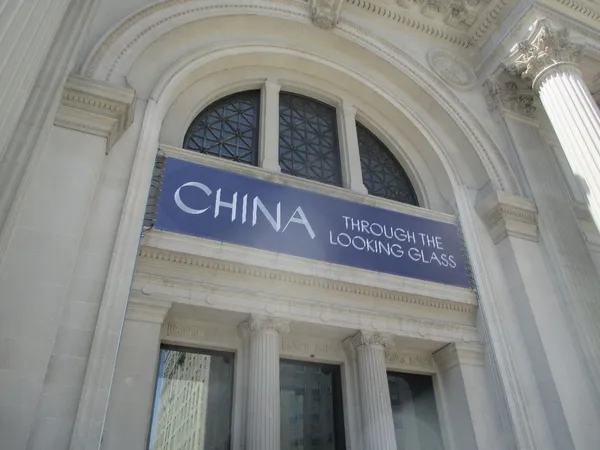 CHINA
THROUGH THE
LOOKING GLASS